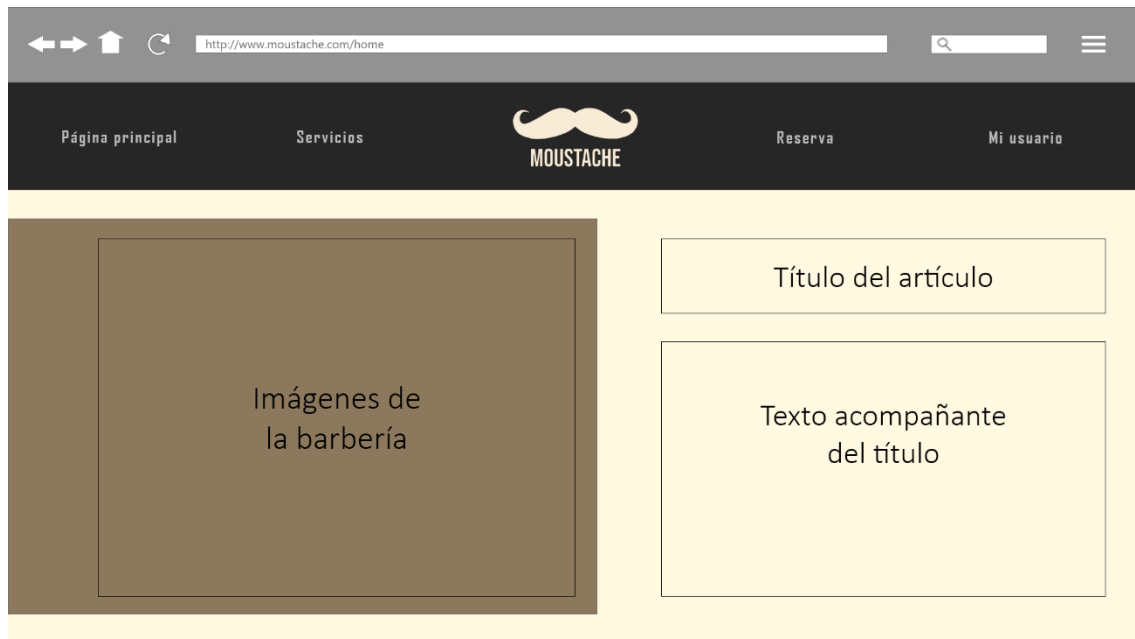 http://www.moustache.com/home
Página principal
Servicios
MOUSTACHE
Reserva
Mi usuario
Imágenes de
la barbería
Título del artículo
Texto acompañante
del título